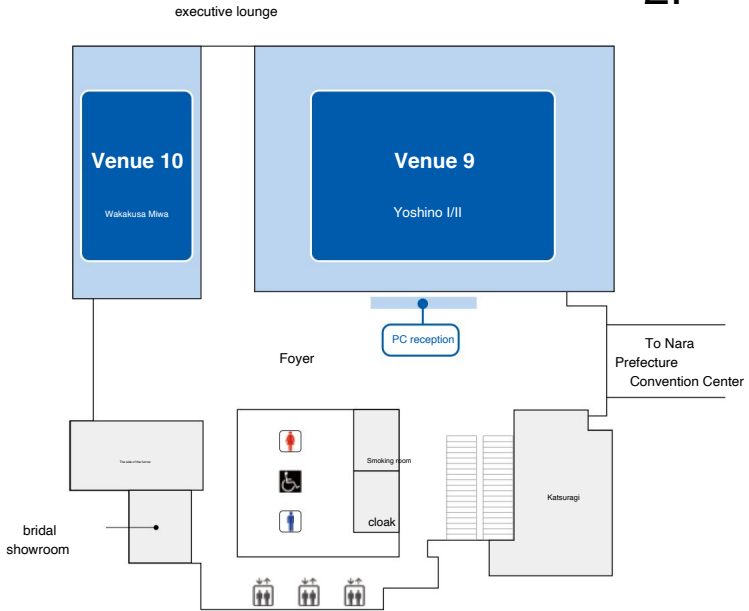 executive lounge
Venue 10
Wakakusa Miwa
Venue 9
Yoshino I/II
PC reception
Foyer
To Nara
Prefecture
Convention Center
Smoking room
cloak
Katsuragi
bridal
showroom